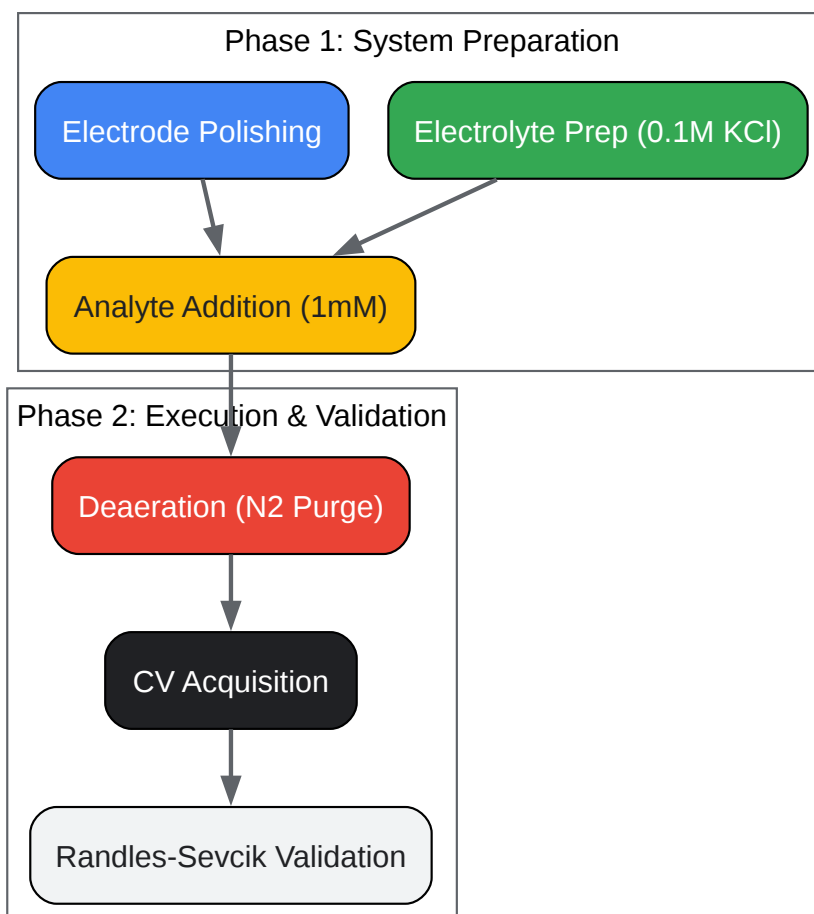 Phase 1: System Preparation
Electrode Polishing
Electrolyte Prep (0.1M KCl)
Analyte Addition (1mM)
Phase 2: Execution & Validation
Deaeration (N2 Purge)
CV Acquisition
Randles-Sevcik Validation